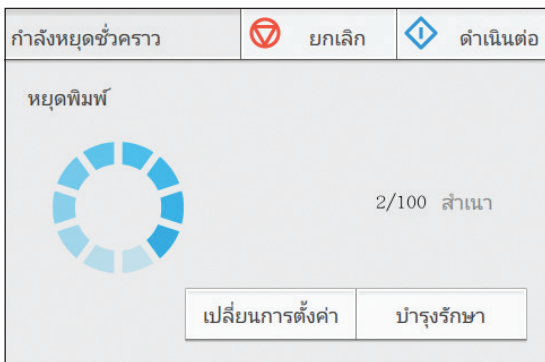 กำลังหยุดชั่วคราว ยกเลิก ดำเนินต่อ
หยุดพิมพ์
2/100 สำเนา
เปลี่ยนการตั้งค่า บำรุงรักษา